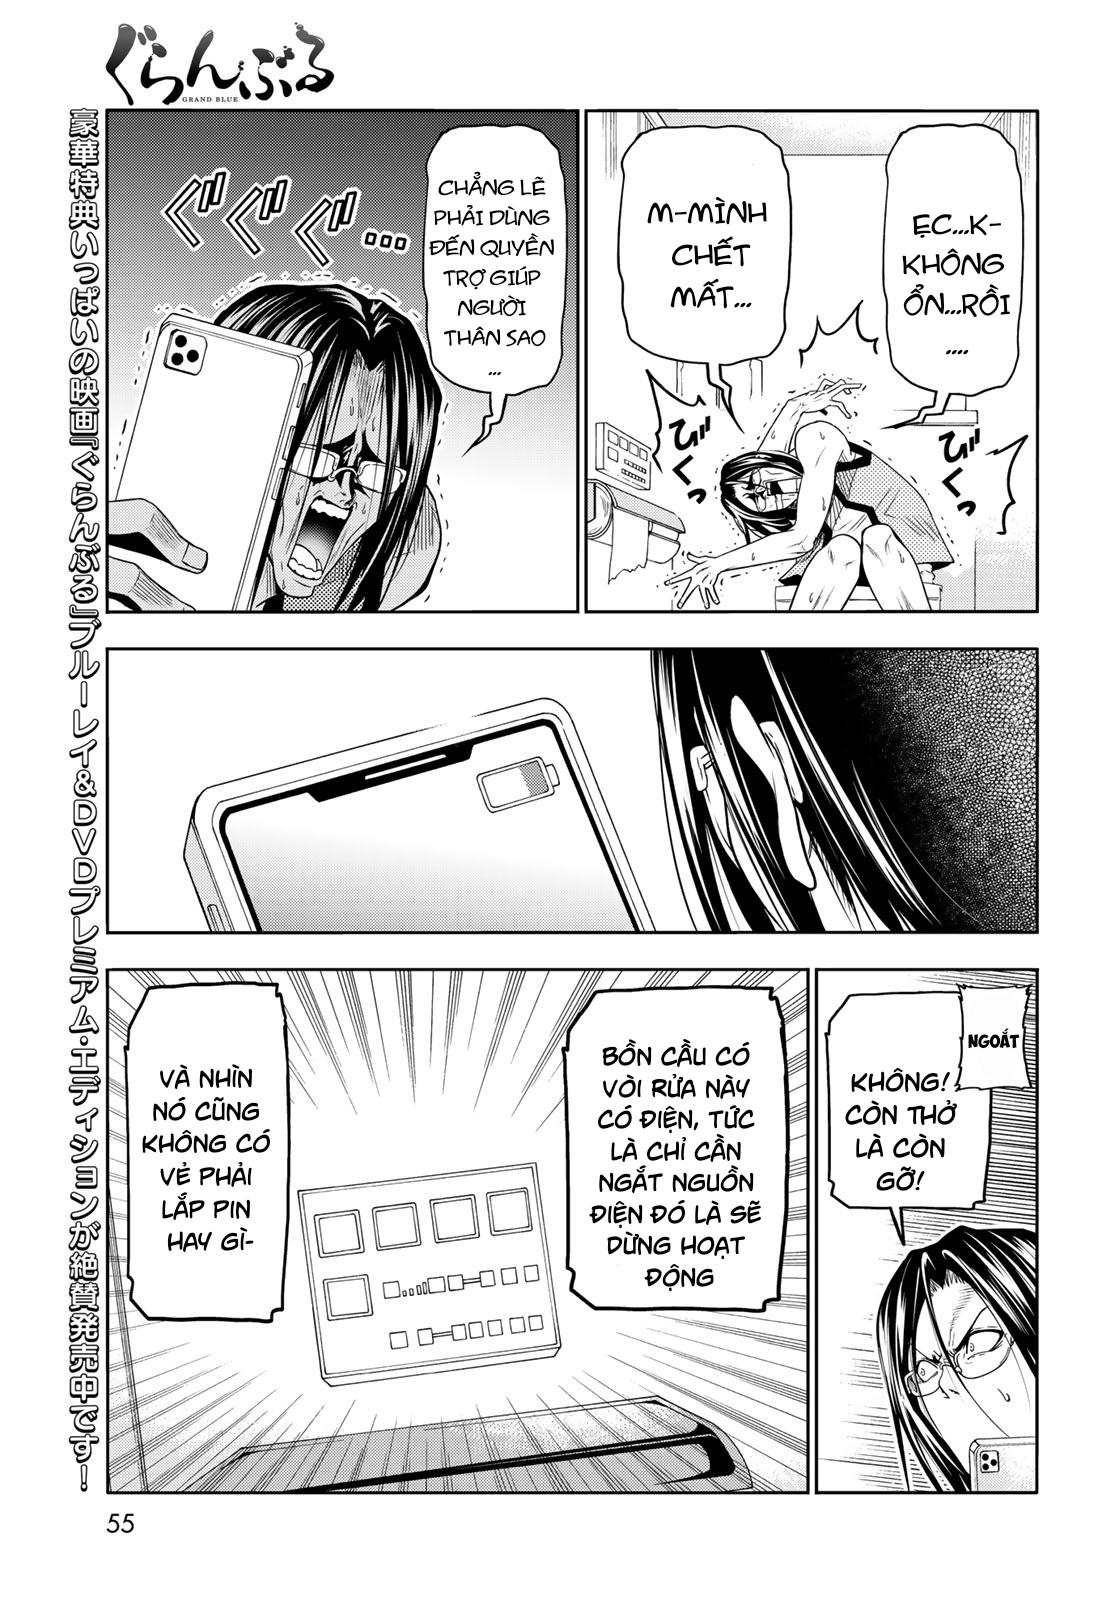 ぐらんぶる
GRAND BLUE
ẸC...K-
KHÔNG
ỔN...RỒI
....
M-MÌNH
CHẾT
MẤT...
びくっ
びくっ
CHẲNG LẼ
PHẢI DÙNG
ĐẾN QUYỀN
TRỢ GIÚP
NGƯỜI
THÂN SAO
...
ぐぐぐ…
NGOẮT
KHÔNG!
CÒN THỞ
LÀ CÒN
GỠ!
BỒN CẦU CÓ
VÒI RỬA NÀY
CÓ ĐIỆN, TỨC
LÀ CHỈ CẦN
NGẮT NGUỒN
ĐIỆN ĐÓ LÀ SẼ
DỪNG HOẠT
ĐỘNG
VÀ NHÌN
NÓ CŨNG
KHÔNG CÓ
VẺ PHẢI
LẮP PIN
HAY GÌ-
豪華特典いっぱいの映画『ぐらんぶる』ブルーレイ&DVDプレミアム・エディションが絶賛発売中です!
55